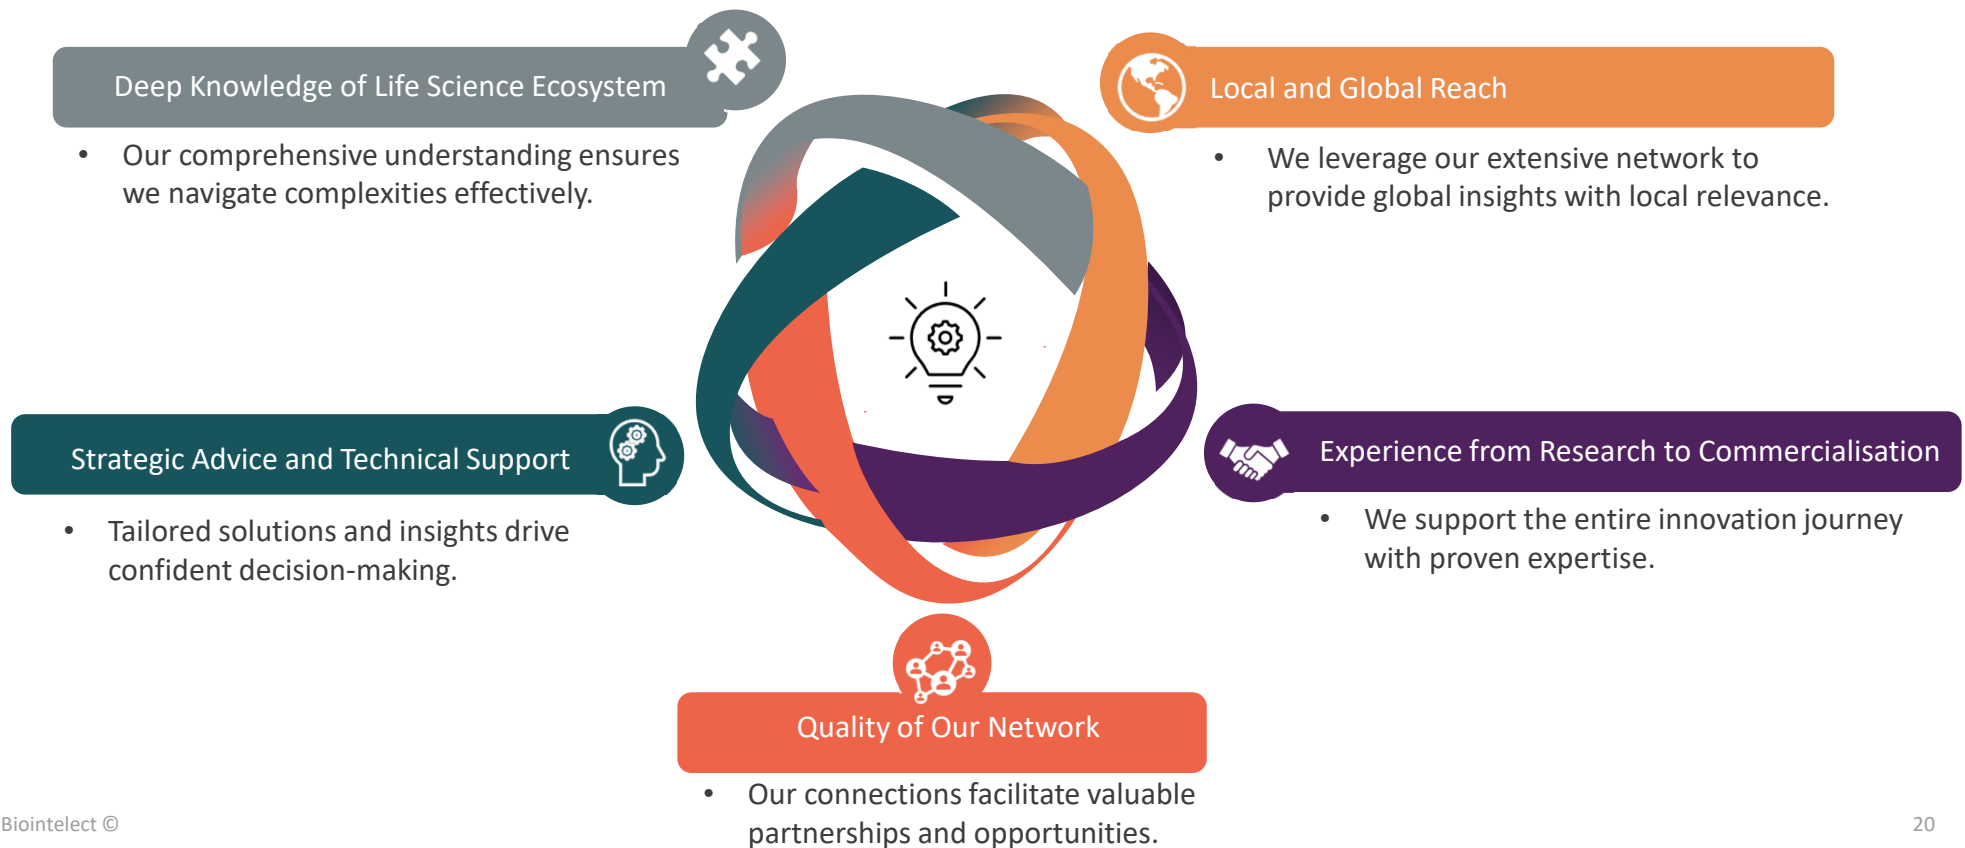 Deep Knowledge of Life Science Ecosystem
• Our comprehensive understanding ensures
we navigate complexities effectively.
Local and Global Reach
• We leverage our extensive network to
provide global insights with local relevance.
Strategic Advice and Technical Support
• Tailored solutions and insights drive
confident decision-making.
Experience from Research to Commercialisation
• We support the entire innovation journey
with proven expertise.
Quality of Our Network
• Our connections facilitate valuable
partnerships and opportunities.
Biointelect ©
20